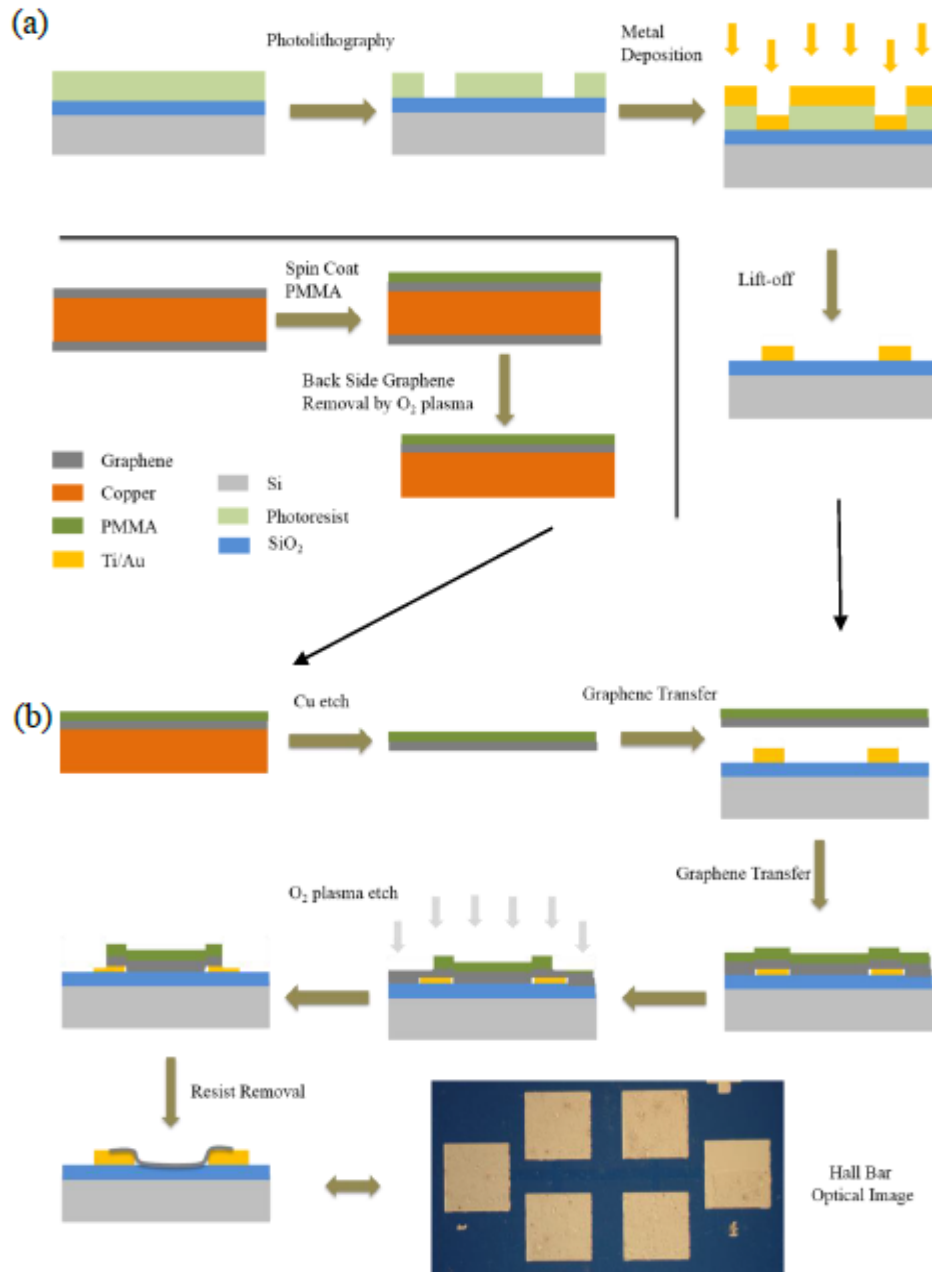 (a)
Photolithography
Metal
Deposition
Spin Coat
PMMA
Lift-off
Back Side Graphene
Removal by O₂ plasma
Graphene
Copper
PMMA
Ti/Au
Si
Photoresist
SiO₂
(b)
Cu etch
Graphene Transfer
O₂ plasma etch
Graphene Transfer
Resist Removal
Hall Bar
Optical Image